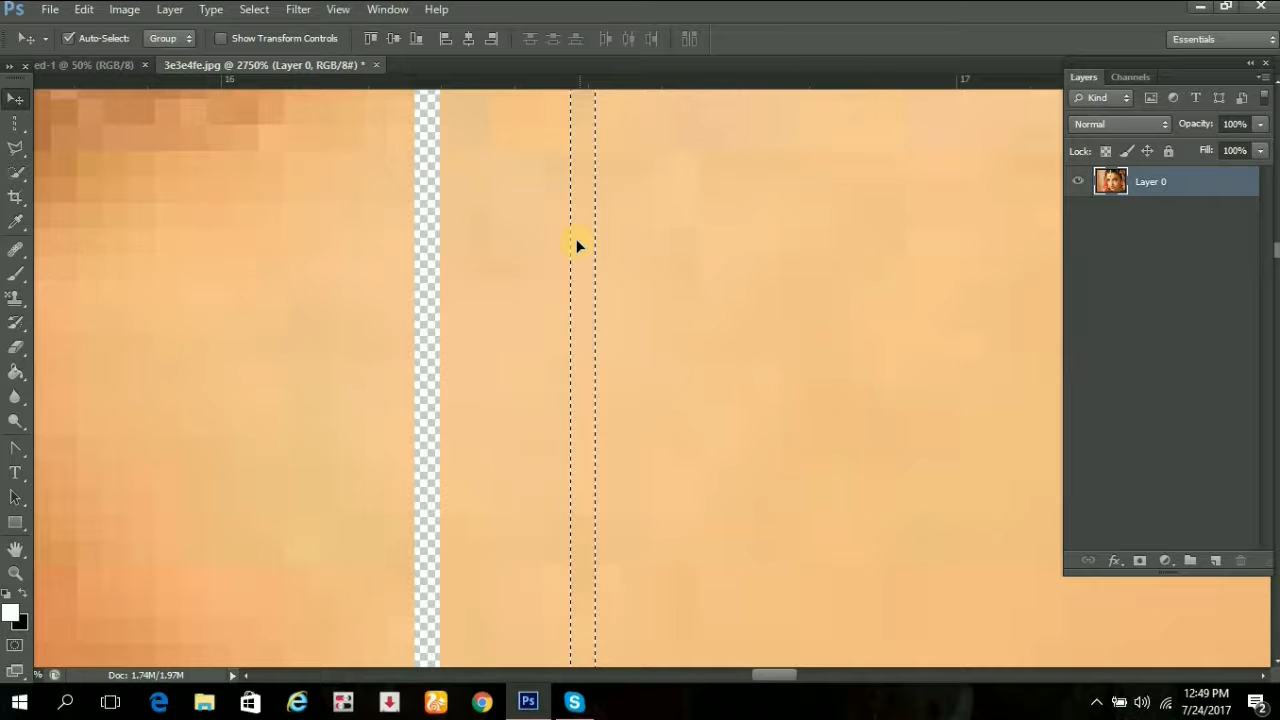 Ps File Edit Image Layer Type Select Filter View Window Help
Auto-Select: Group Show Transform Controls Essentials
ed-1 @ 50% (RGB/8) × 3e3e4fe.jpg @ 2750% (Layer 0, RGB/8#) * ×
16 17
Layers Channels
Kind
Normal Opacity: 100%
Lock: Fill: 100%
Layer 0
fx
% Doc: 1.74M/1.97M
12:49 PM
7/24/2017
2